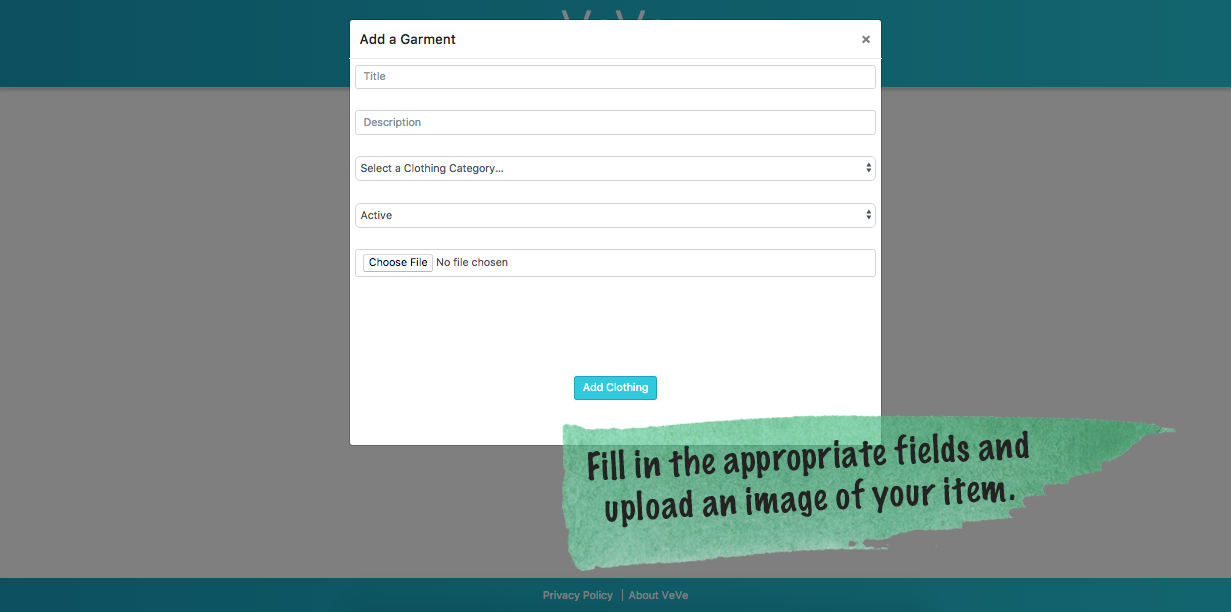 Add a Garment ×
Title
Description
Select a Clothing Category...
Active
Choose File No file chosen
Add Clothing
Fill in the appropriate fields and
upload an image of your item.
Privacy Policy | About VeVe